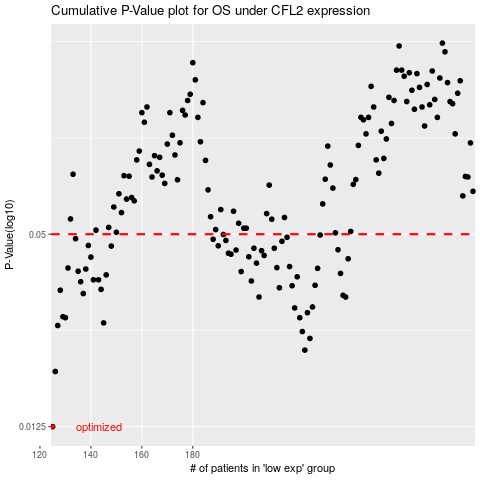 Cumulative P-Value plot for OS under CFL2 expression
P-Value(log10)
0.05
0.0125
optimized
120 140 160 180
# of patients in 'low exp' group